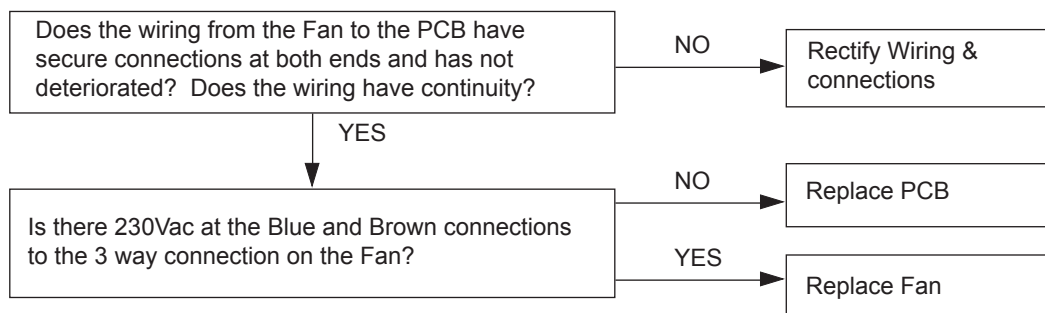 Does the wiring from the Fan to the PCB have
secure connections at both ends and has not
deteriorated?  Does the wiring have continuity?
NO
Rectify Wiring &
connections
YES
Is there 230Vac at the Blue and Brown connections
to the 3 way connection on the Fan?
NO
Replace PCB
YES
Replace Fan